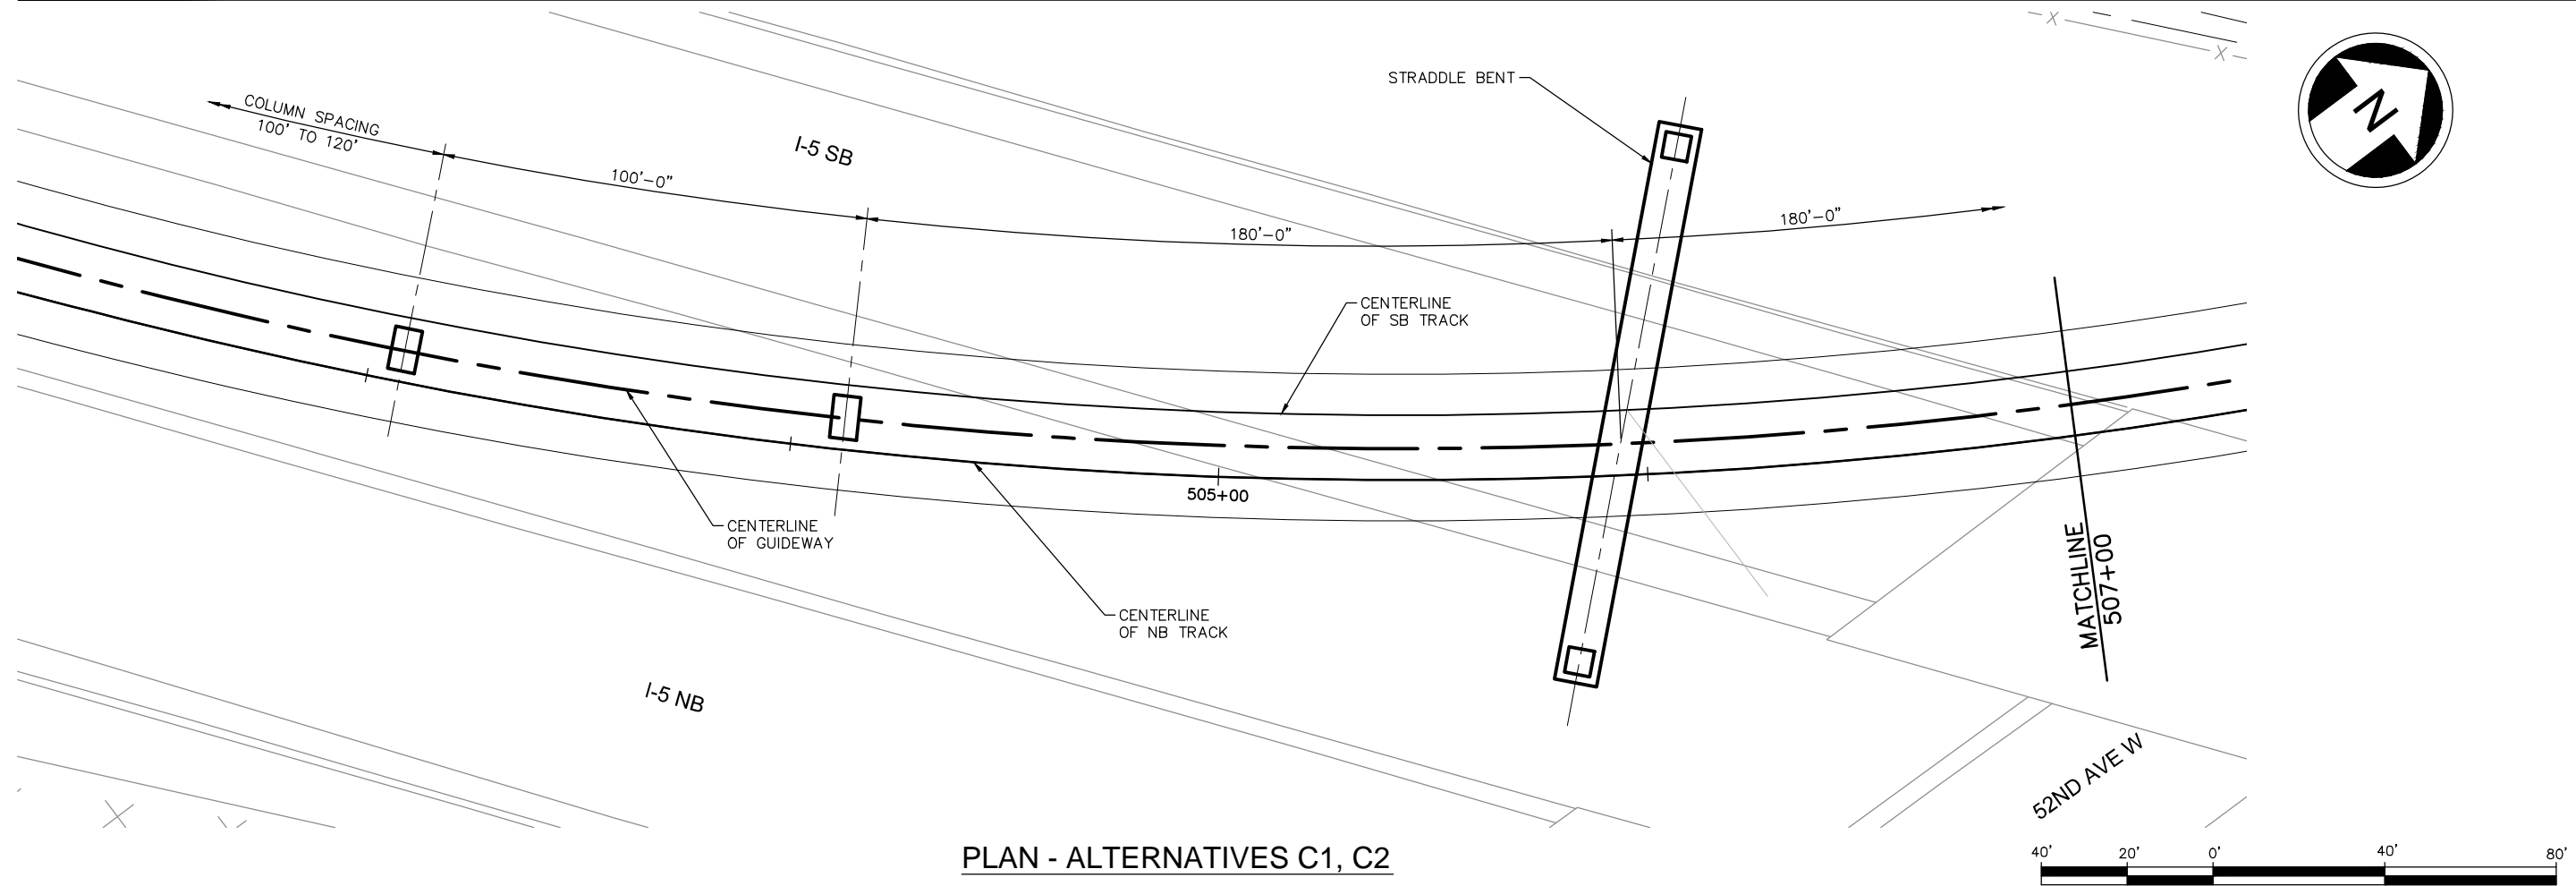 STRADDLE BENT
COLUMN SPACING
100' TO 120'
I-5 SB
100'-0"
180'-0"
180'-0"
N
CENTERLINE
OF SB TRACK
505+00
CENTERLINE
OF GUIDEWAY
CENTERLINE
OF NB TRACK
MATCHLINE
507+00
I-5 NB
52ND AVE W
PLAN - ALTERNATIVES C1, C2
40' 20' 0' 40' 80'